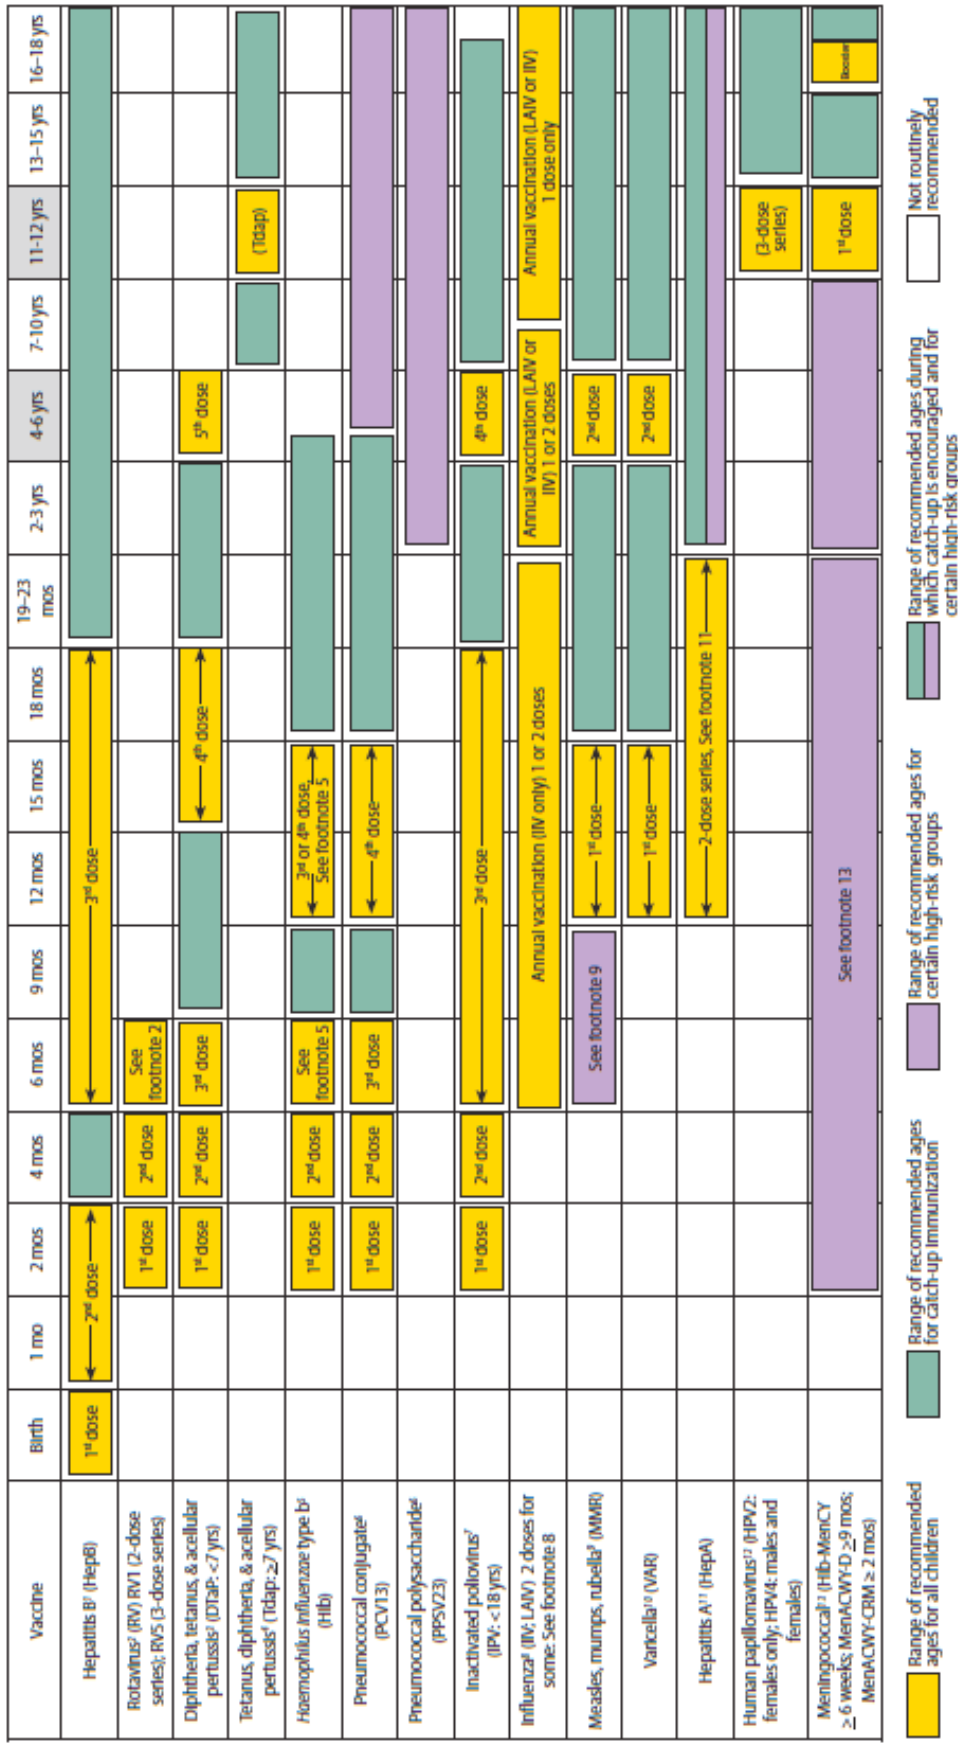 Vaccine
Birth
1 mo
2 mos
4 mos
6 mos
9 mos
12 mos
15 mos
18 mos
19–23
mos
2-3 yrs
4-6 yrs
7-10 yrs
11-12 yrs
13–15 yrs
16–18 yrs
Hepatitis B¹ (HepB)
1ˢᵗ dose
2ⁿᵈ dose
3ʳᵈ dose
Rotavirus² (RV) RV1 (2-dose
series); RV5 (3-dose series)
1ˢᵗ dose
2ⁿᵈ dose
See
footnote 2
Diphtheria, tetanus, & acellular
pertussis³ (DTaP: <7 yrs)
1ˢᵗ dose
2ⁿᵈ dose
3ʳᵈ dose
4ᵗʰ dose
5ᵗʰ dose
Tetanus, diphtheria, & acellular
pertussis⁴ (Tdap: ≥7 yrs)
(Tdap)
Haemophilus influenzae type b⁵
(Hib)
1ˢᵗ dose
2ⁿᵈ dose
See
footnote 5
3ʳᵈ or 4ᵗʰ dose,
See footnote 5
Pneumococcal conjugate⁶
(PCV13)
1ˢᵗ dose
2ⁿᵈ dose
3ʳᵈ dose
4ᵗʰ dose
Pneumococcal polysaccharide⁶
(PPSV23)
Inactivated poliovirus⁷
(IPV: <18 yrs)
1ˢᵗ dose
2ⁿᵈ dose
3ʳᵈ dose
4ᵗʰ dose
Influenza⁸ (IIV; LAIV) 2 doses for
some: See footnote 8
Annual vaccination (IIV only) 1 or 2 doses
Annual vaccination (LAIV or
IIV) 1 or 2 doses
Annual vaccination (LAIV or IIV)
1 dose only
Measles, mumps, rubella⁹ (MMR)
See footnote 9
1ˢᵗ dose
2ⁿᵈ dose
Varicella¹⁰ (VAR)
1ˢᵗ dose
2ⁿᵈ dose
Hepatitis A¹¹ (HepA)
2-dose series, See footnote 11
Human papillomavirus¹² (HPV2:
females only; HPV4: males and
females)
(3-dose
series)
Meningococcal¹³ (Hib-MenCY
≥ 6 weeks; MenACWY-D ≥9 mos;
MenACWY-CRM ≥ 2 mos)
See footnote 13
1ˢᵗ dose
Booster
Range of recommended
ages for all children
Range of recommended ages
for catch-up immunization
Range of recommended ages for
certain high-risk groups
Range of recommended ages during
which catch-up is encouraged and for
certain high-risk groups
Not routinely
recommended